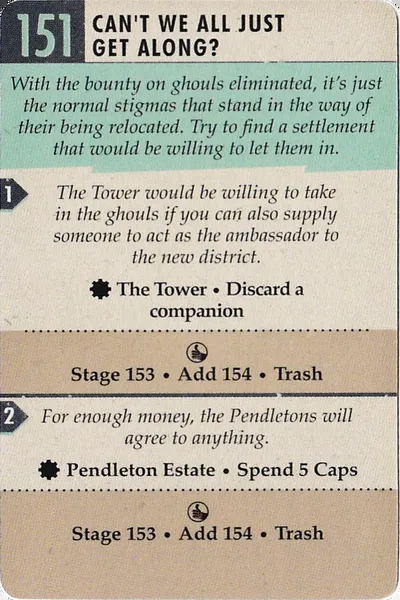 151
CAN'T WE ALL JUST
GET ALONG?
With the bounty on ghouls eliminated, it's just
the normal stigmas that stand in the way of
their being relocated. Try to find a settlement
that would be willing to let them in.
1
The Tower would be willing to take
in the ghouls if you can also supply
someone to act as the ambassador to
the new district.
The Tower • Discard a
companion
Stage 153 • Add 154 • Trash
2
For enough money, the Pendletons will
agree to anything.
Pendleton Estate • Spend 5 Caps
Stage 153 • Add 154 • Trash